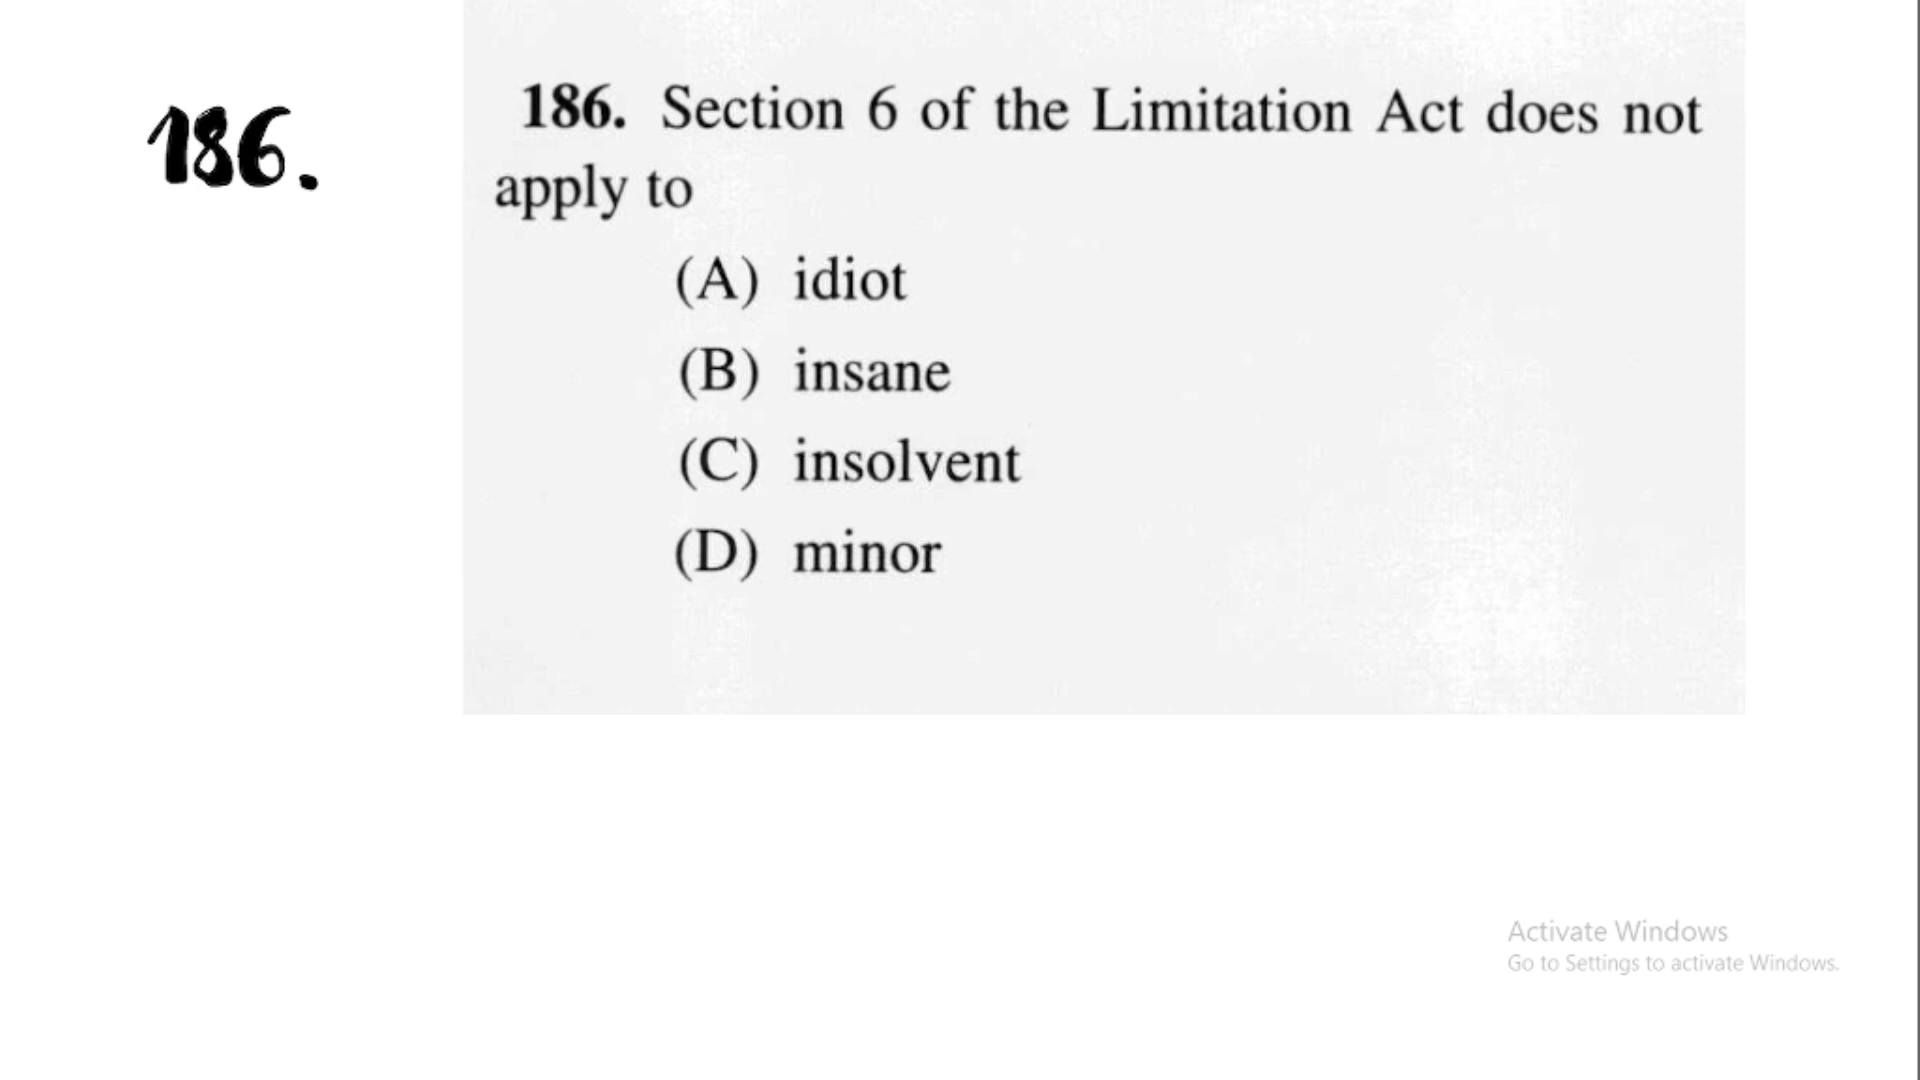 186.
186. Section 6 of the Limitation Act does not
apply to
(A) idiot
(B) insane
(C) insolvent
(D) minor
Activate Windows
Go to Settings to activate Windows.